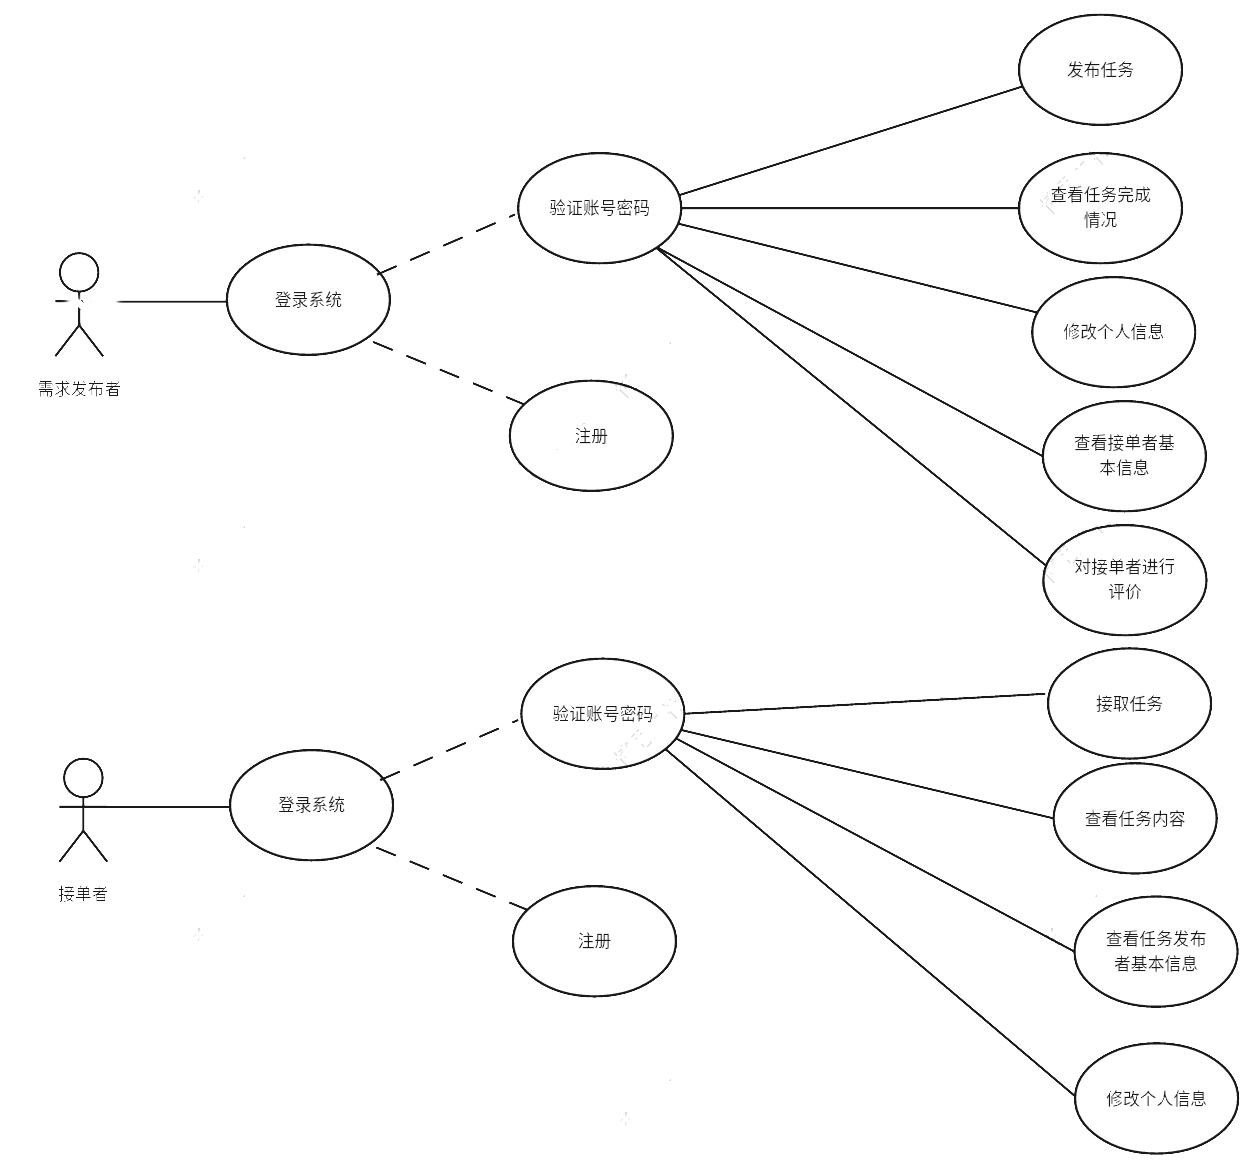 发布任务
验证账号密码
查看任务完成
情况
登录系统
修改个人信息
需求发布者
注册
查看接单者基
本信息
对接单者进行
评价
接取任务
验证账号密码
登录系统
查看任务内容
接单者
注册
查看任务发布
者基本信息
修改个人信息